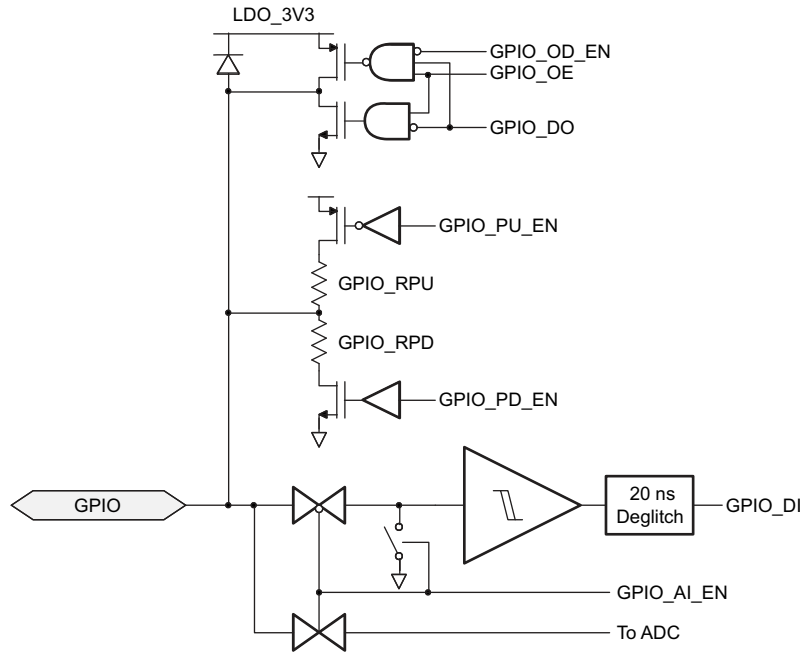 LDO_3V3
GPIO_OD_EN
GPIO_OE
GPIO_DO
GPIO_PU_EN
GPIO_RPU
GPIO_RPD
GPIO_PD_EN
GPIO
20 ns
Deglitch
GPIO_DI
GPIO_AI_EN
To ADC